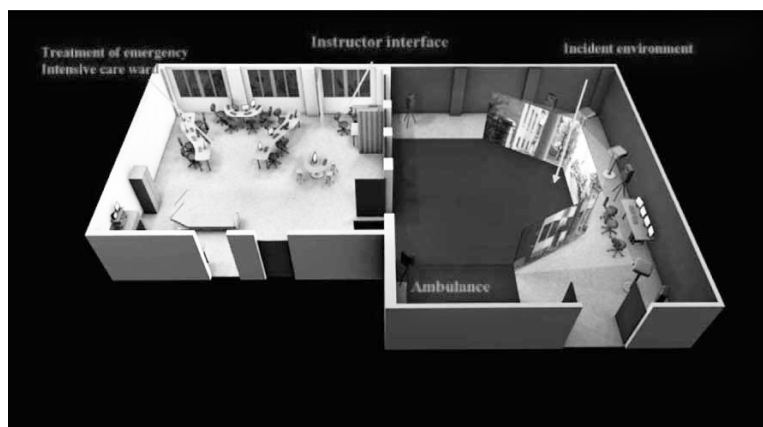 Treatment of emergency
Intensive care ward
Instructor interface
Incident environment
Ambulance